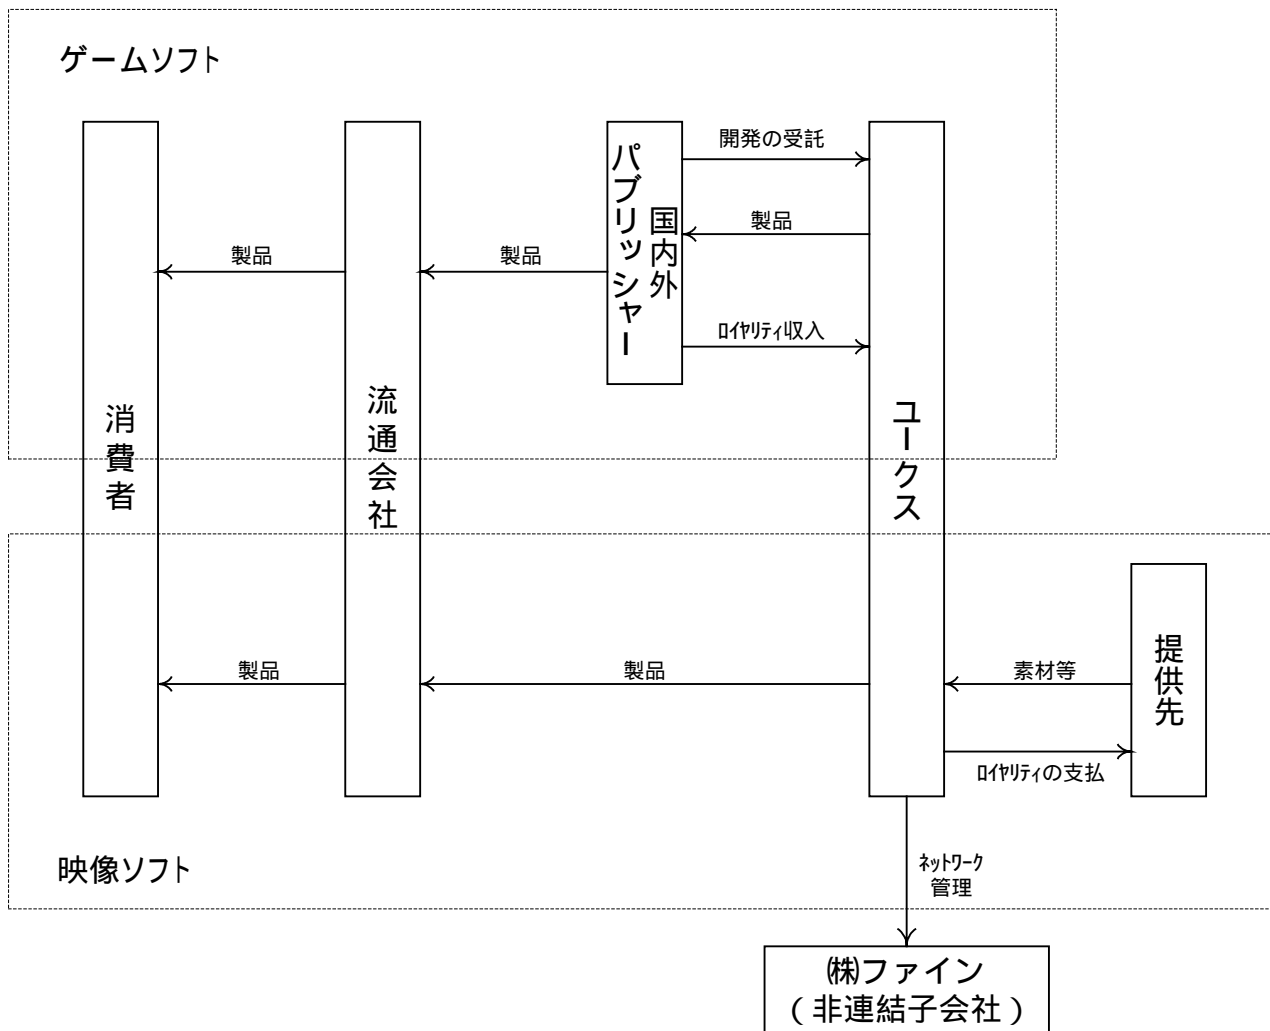 ゲームソフト
開発の受託
製品
製品
製品
ﾛｲﾔﾘﾃｨ収入
国内外
パブリッシャー
消費者
流通会社
ユークス
製品
製品
素材等
ﾛｲﾔﾘﾃｨの支払
提供先
映像ソフト
ﾈｯﾄﾜｰｸ
管理
㈱ファイン
（非連結子会社）